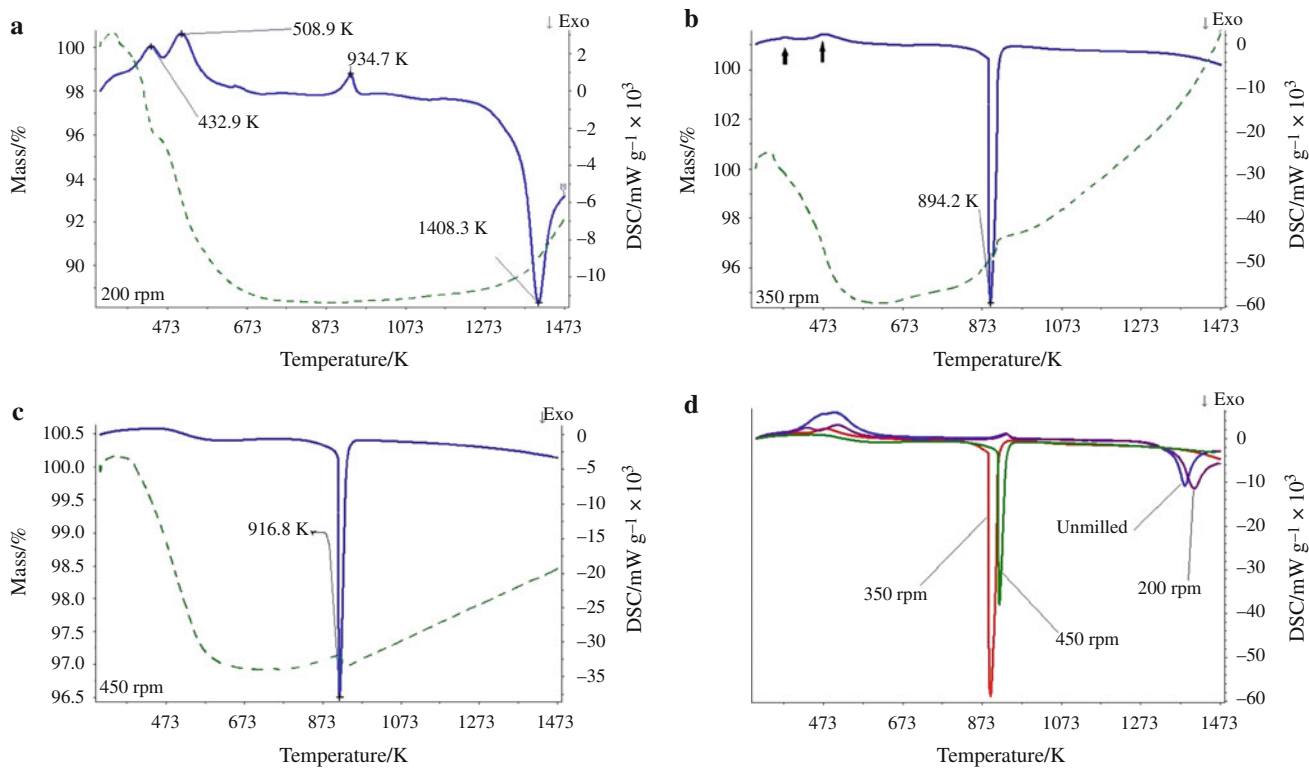 a
↓ Exo
508.9 K
934.7 K
432.9 K
1408.3 K
200 rpm
100
98
96
94
92
90
Mass/%
2
0
−2
−4
−6
−8
−10
DSC/mW g−1 × 10³
473 673 873 1073 1273 1473
Temperature/K
b
↓ Exo
894.2 K
350 rpm
100
104
102
100
98
96
Mass/%
0
−10
−20
−30
−40
−50
−60
DSC/mW g−1 × 10³
473 673 873 1073 1273 1473
Temperature/K
c
↓Exo
916.8 K
450 rpm
100.5
100.0
99.5
99.0
98.5
98.0
97.5
97.0
96.5
Mass/%
0
−5
−10
−15
−20
−25
−30
−35
DSC/mW g−1 × 10³
473 673 873 1073 1273 1473
Temperature/K
d
↓ Exo
Unmilled
350 rpm
200 rpm
450 rpm
0
−10
−20
−30
−40
−50
−60
DSC/mW g−1 × 10³
473 673 873 1073 1273 1473
Temperature/K